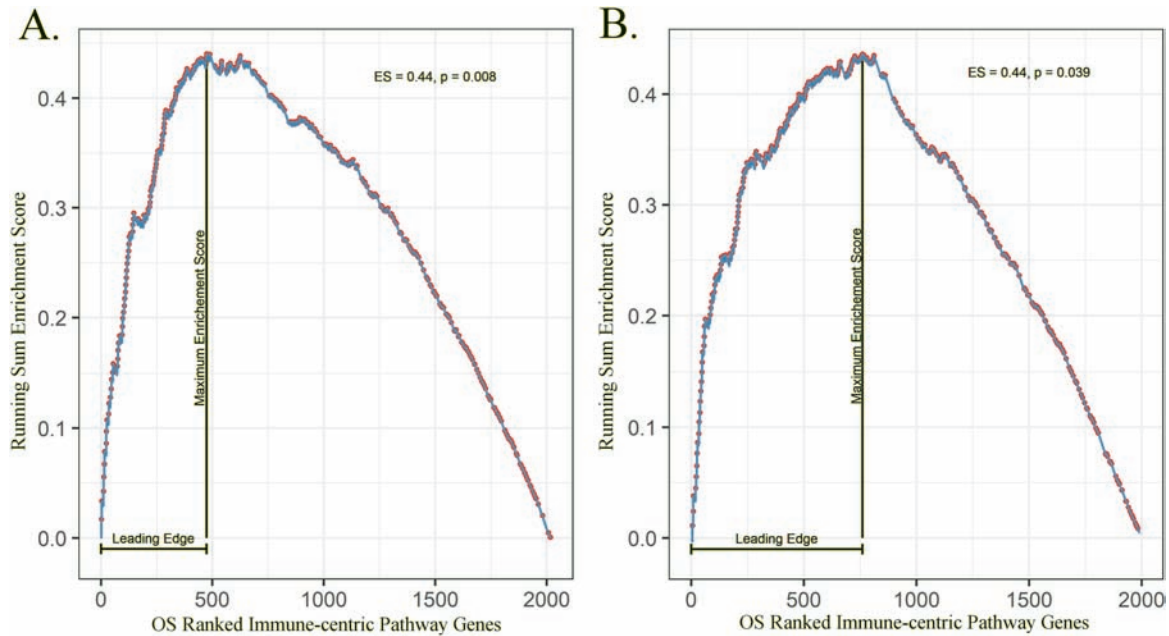 A.
ES = 0.44, p = 0.008
Running Sum Enrichment Score
0.4
0.3
0.2
0.1
0.0
Maximum Enrichement Score
Leading Edge
0
500
1000
1500
2000
OS Ranked Immune-centric Pathway Genes
B.
ES = 0.44, p = 0.039
Running Sum Enrichment Score
0.4
0.3
0.2
0.1
0.0
Maximum Enrichement Score
Leading Edge
0
500
1000
1500
2000
OS Ranked Immune-centric Pathway Genes